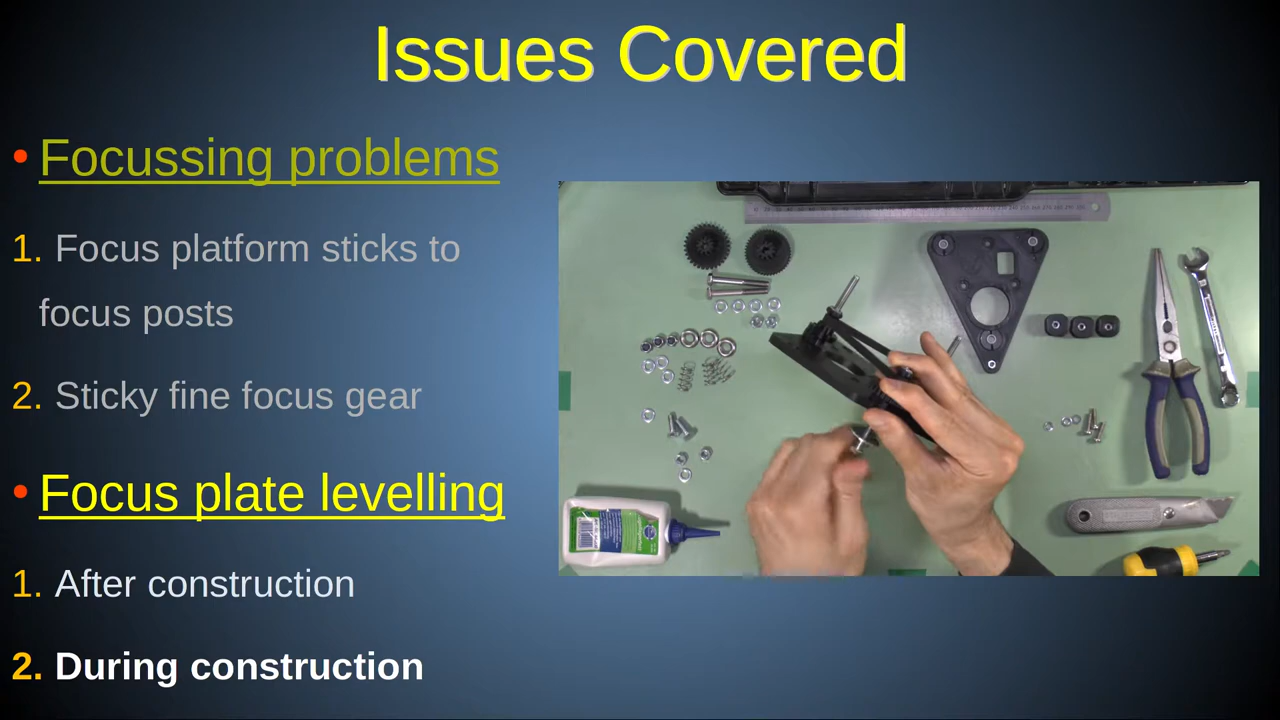 Issues Covered
• Focussing problems
1. Focus platform sticks to
focus posts
2. Sticky fine focus gear
• Focus plate levelling
1. After construction
2. During construction